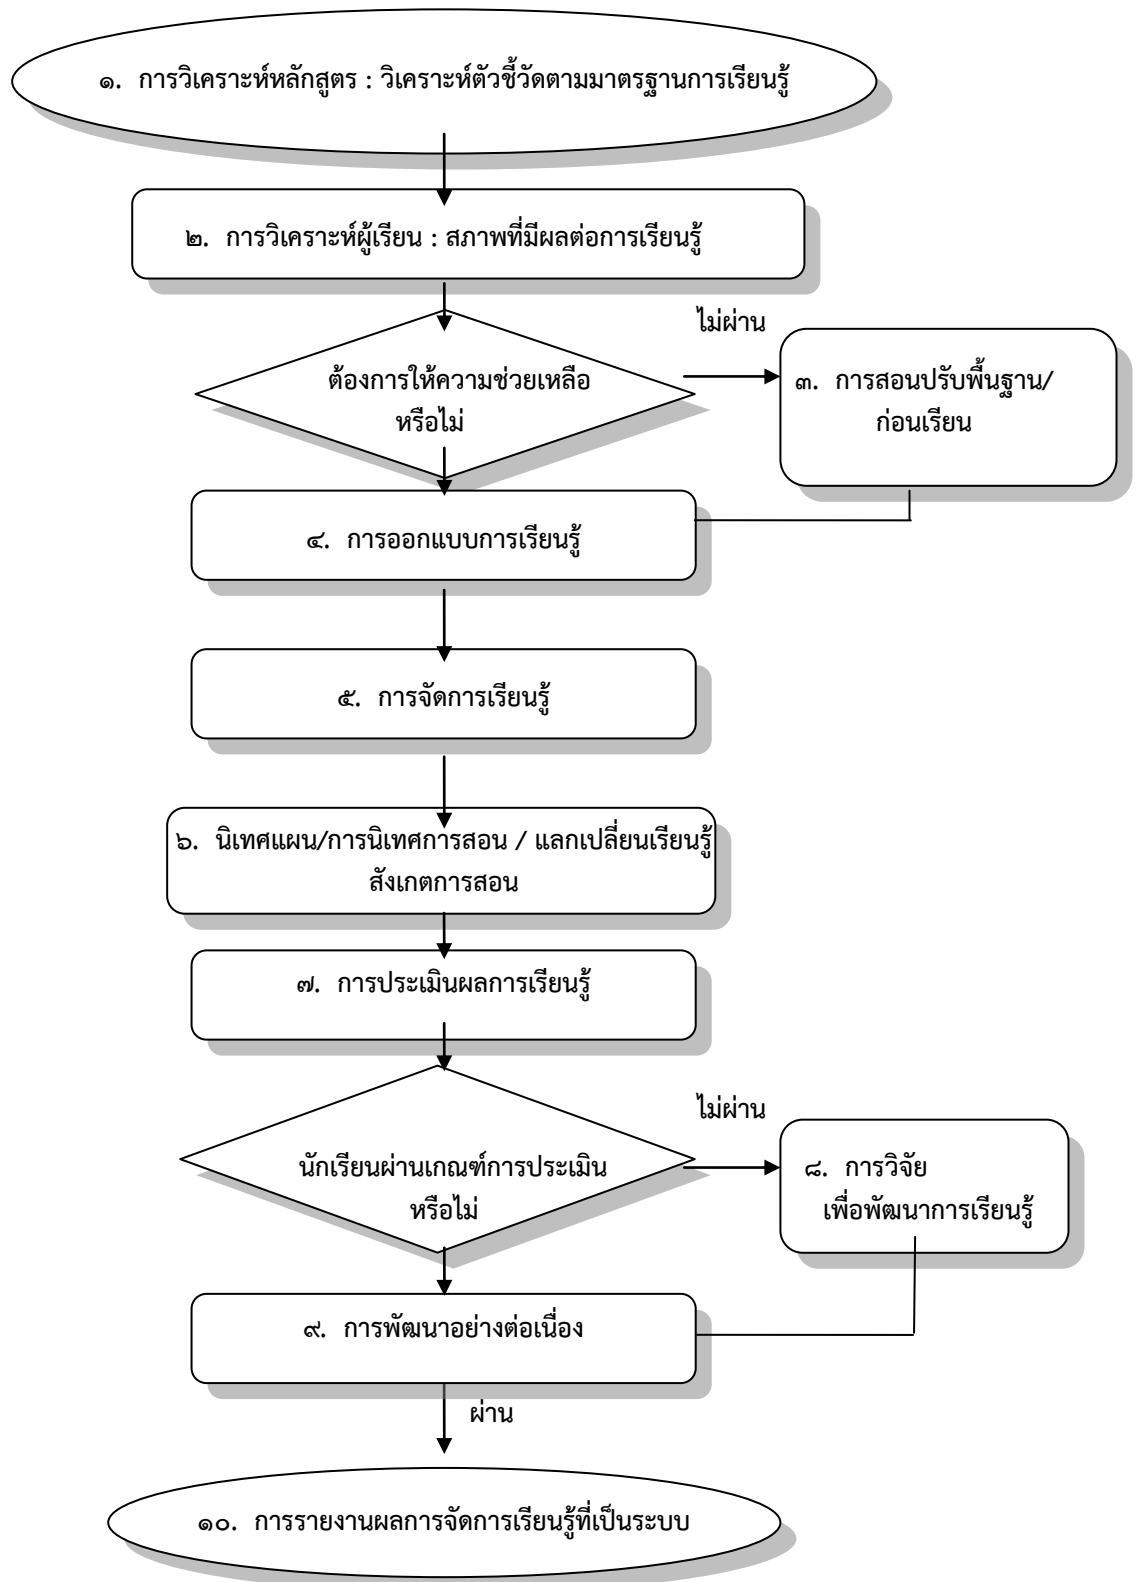 ๑. การวิเคราะห์หลักสูตร : วิเคราะห์ตัวชี้วัดตามมาตรฐานการเรียนรู้
๒. การวิเคราะห์ผู้เรียน : สภาพที่มีผลต่อการเรียนรู้
ไม่ผ่าน
ต้องการให้ความช่วยเหลือ
หรือไม่
๓. การสอนปรับพื้นฐาน/
ก่อนเรียน
๔. การออกแบบการเรียนรู้
๕. การจัดการเรียนรู้
๖. นิเทศแผน/การนิเทศการสอน / แลกเปลี่ยนเรียนรู้
สังเกตการสอน
๗. การประเมินผลการเรียนรู้
ไม่ผ่าน
นักเรียนผ่านเกณฑ์การประเมิน
หรือไม่
๘. การวิจัย
เพื่อพัฒนาการเรียนรู้
๙. การพัฒนาอย่างต่อเนื่อง
ผ่าน
๑๐. การรายงานผลการจัดการเรียนรู้ที่เป็นระบบ